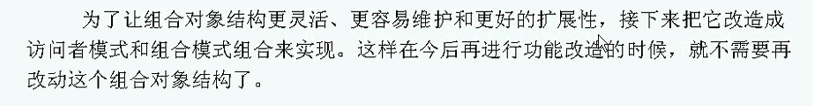 为了让组合对象结构更灵活、更容易维护和更好的扩展性，接下来把它改造成
访问者模式和组合模式组合来实现。这样在今后再进行功能改造的时候，就不需要再
改动这个组合对象结构了。